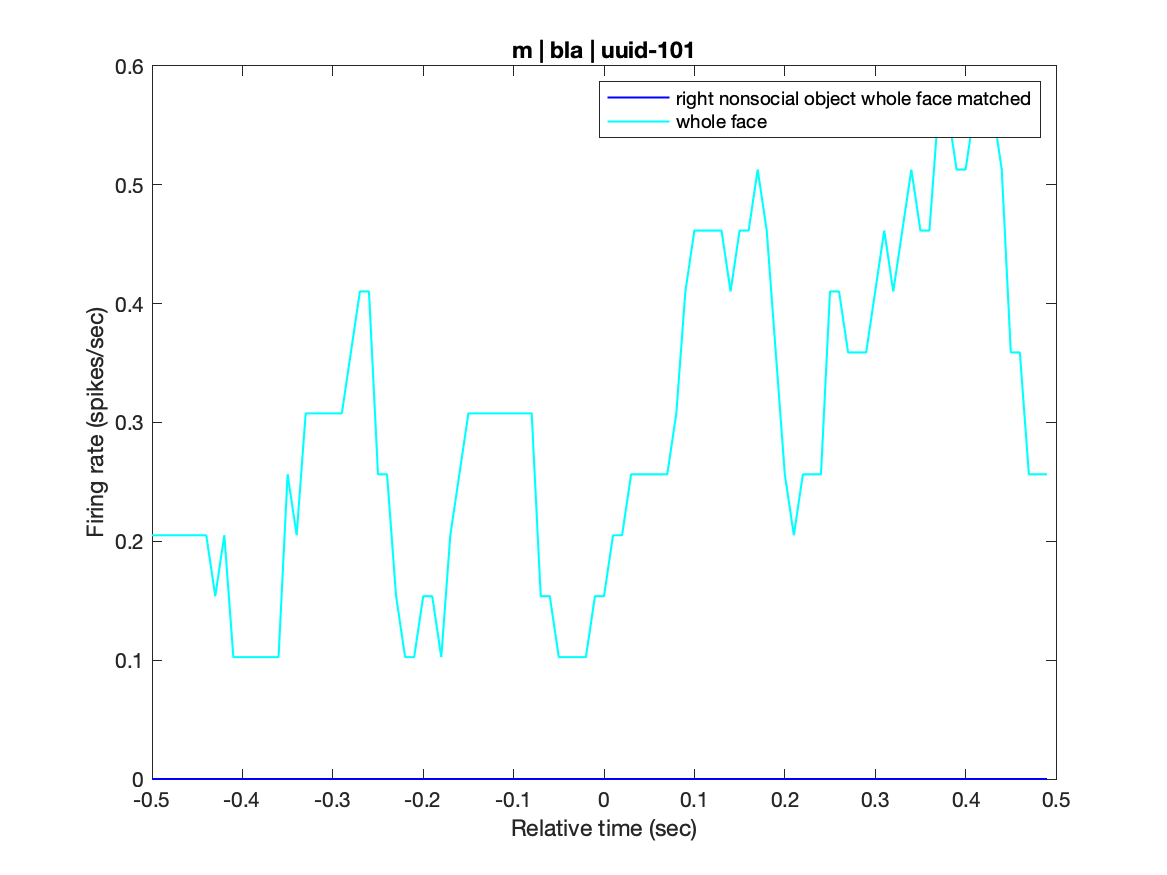 m | bla | uuid-101
right nonsocial object whole face matched
whole face
Firing rate (spikes/sec)
0.6
0.5
0.4
0.3
0.2
0.1
0
-0.5 -0.4 -0.3 -0.2 -0.1 0 0.1 0.2 0.3 0.4 0.5
Relative time (sec)